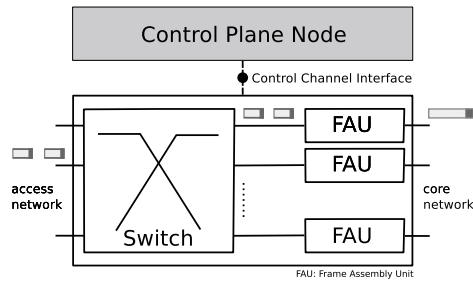 Control Plane Node
Control Channel Interface
FAU
FAU
access
network
core
network
Switch
FAU
FAU: Frame Assembly Unit